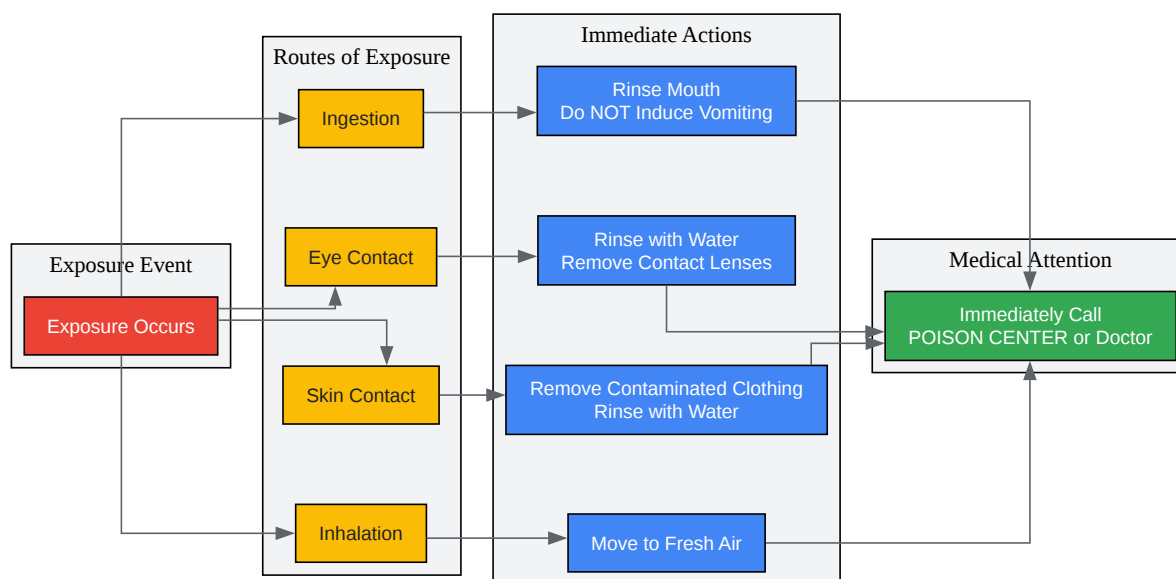 Exposure Event
Exposure Occurs
Routes of Exposure
Ingestion
Eye Contact
Skin Contact
Inhalation
Immediate Actions
Rinse Mouth
Do NOT Induce Vomiting
Rinse with Water
Remove Contact Lenses
Remove Contaminated Clothing
Rinse with Water
Move to Fresh Air
Medical Attention
Immediately Call
POISON CENTER or Doctor